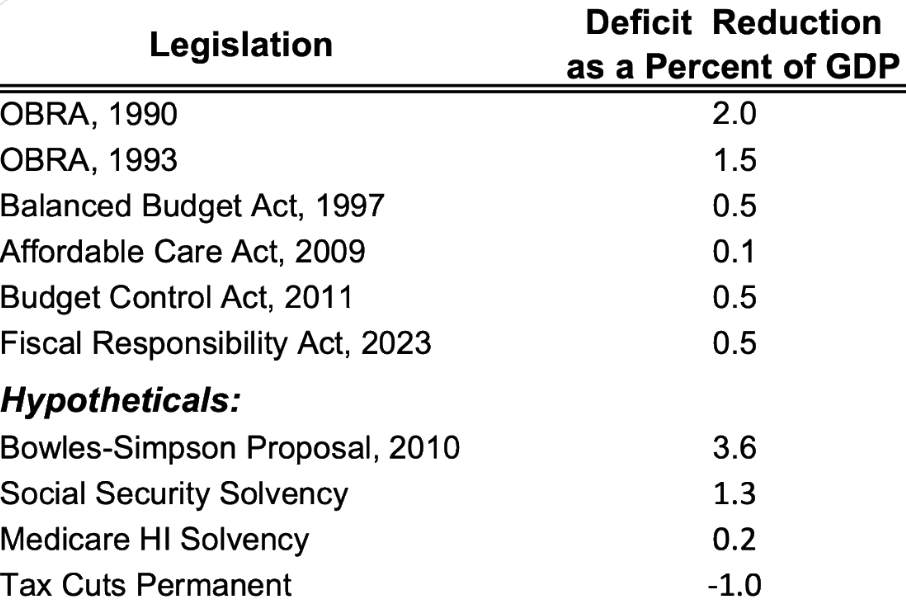 Legislation Deficit Reduction as a Percent of GDP
OBRA, 1990 2.0
OBRA, 1993 1.5
Balanced Budget Act, 1997 0.5
Affordable Care Act, 2009 0.1
Budget Control Act, 2011 0.5
Fiscal Responsibility Act, 2023 0.5
Hypotheticals:
Bowles-Simpson Proposal, 2010 3.6
Social Security Solvency 1.3
Medicare HI Solvency 0.2
Tax Cuts Permanent -1.0